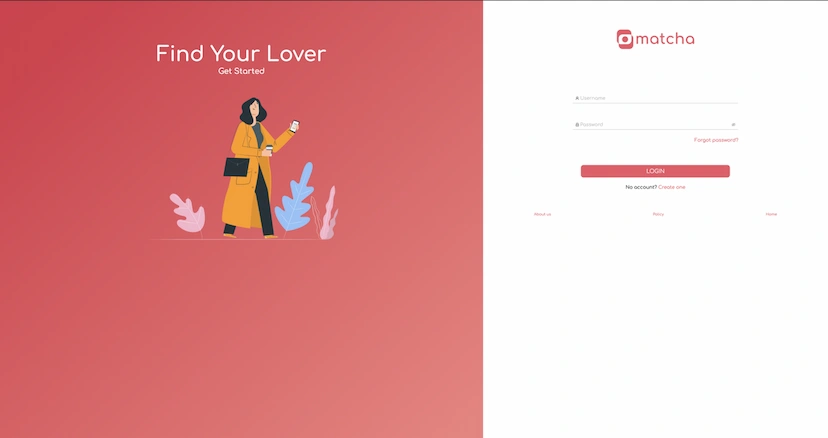 Find Your Lover
Get Started
matcha
Username
Password
Forgot password?
LOGIN
No account? Create one
About us
Policy
Home